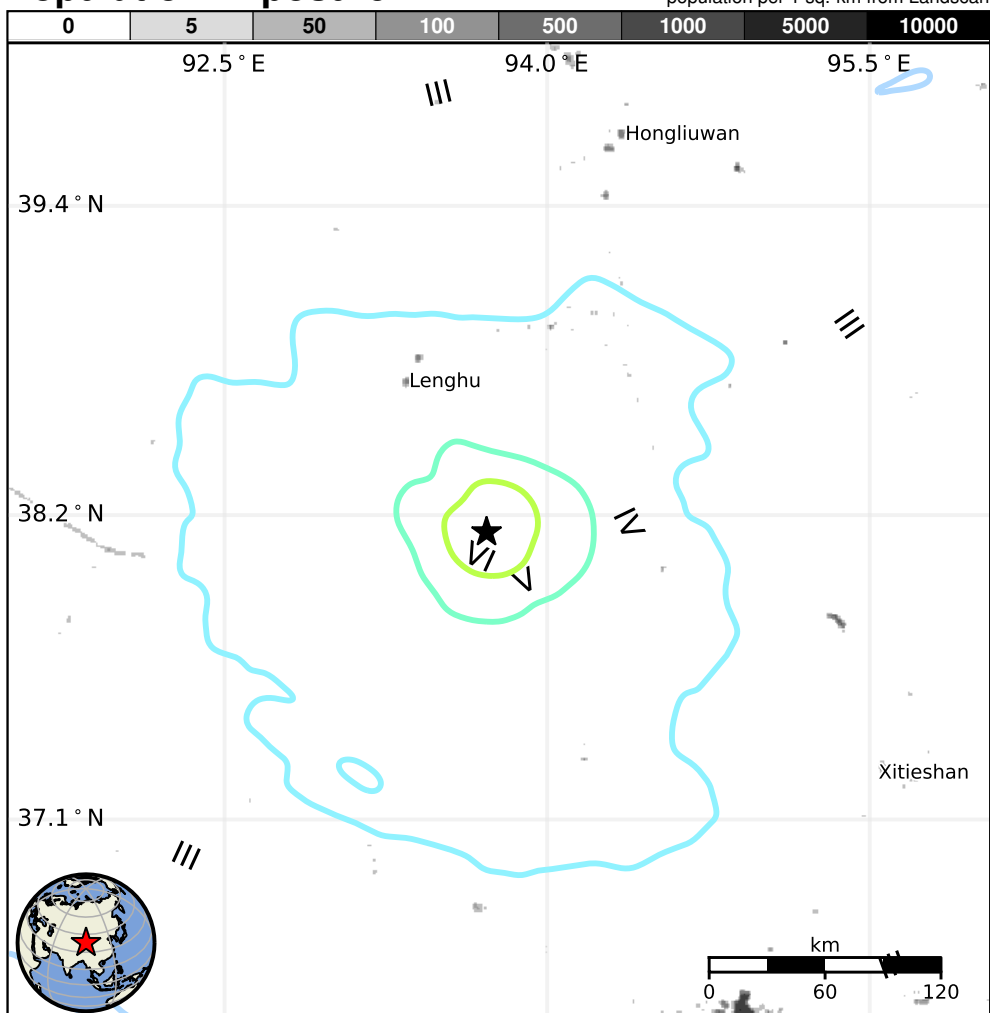 population per 1 sq. km from Landscan
0 5 50 100 500 1000 5000 10000
92.5°E 94.0°E 95.5°E
III
Hongliuwan
39.4°N
III
Lenghu
38.2°N
IV
VI
V
Xitieshan
37.1°N
III
km
0 60 120